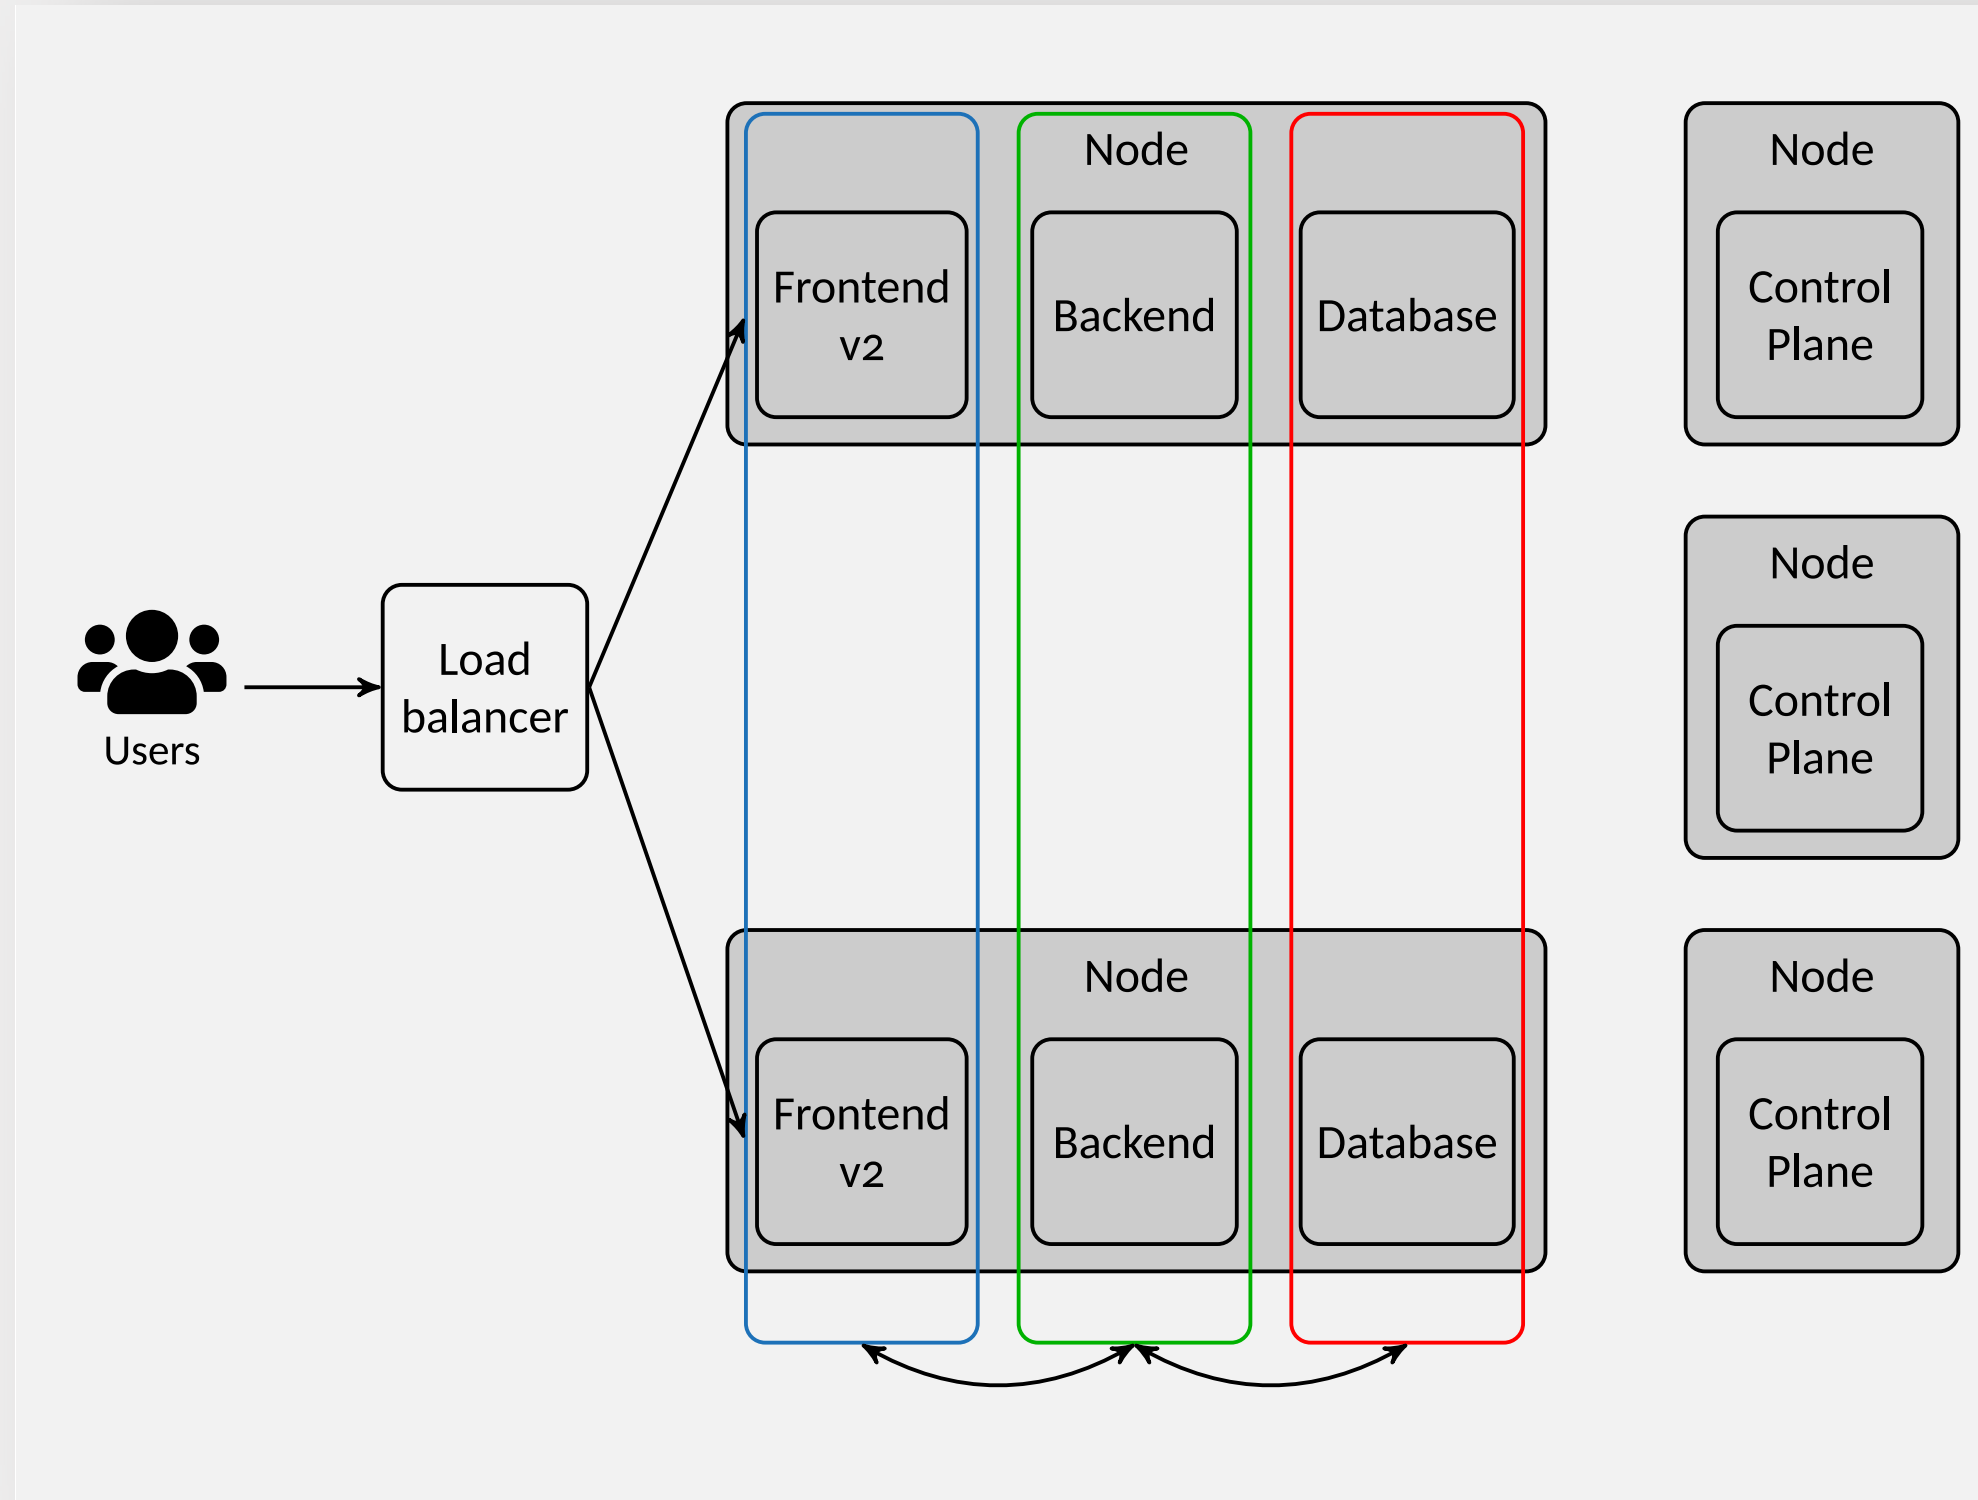 Node
Frontend
v2
Backend
Database
Node
Control
Plane
Users
Load
balancer
Node
Control
Plane
Node
Frontend
v2
Backend
Database
Node
Control
Plane